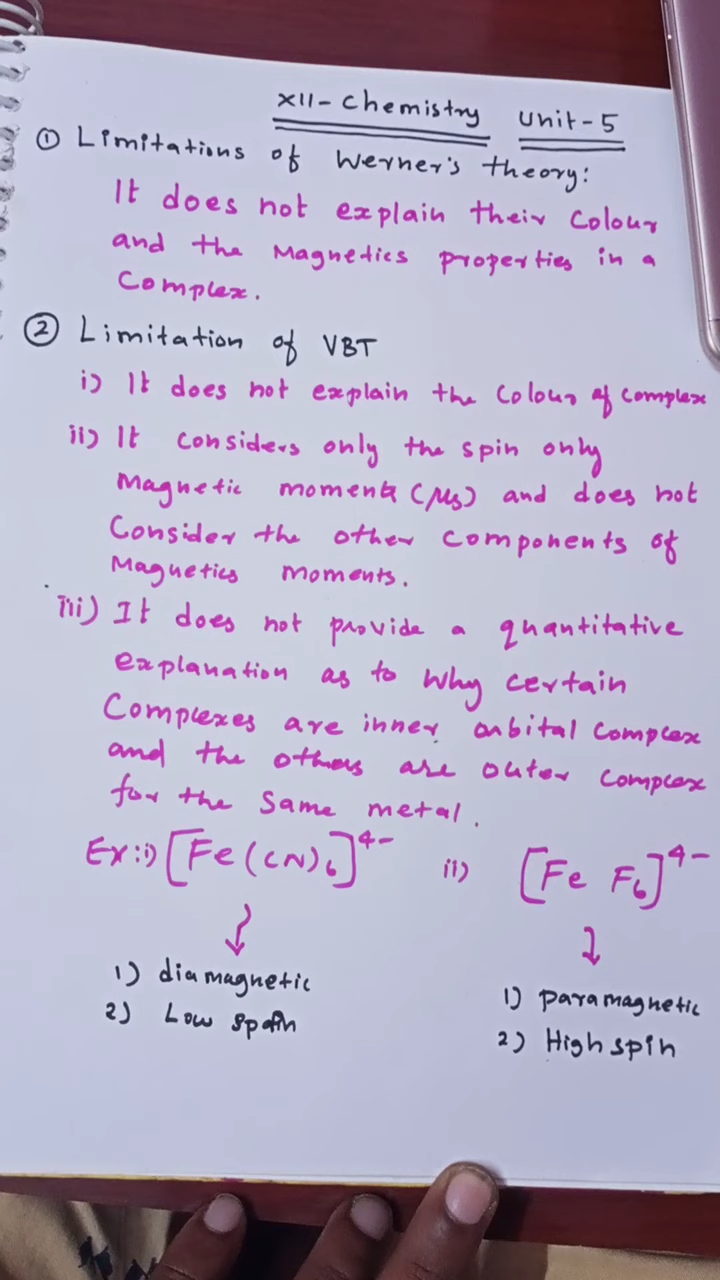 XII - Chemistry Unit - 5
① Limitations of Werner's theory:
It does not explain their Colour
and the Magnetics properties in a
Complex.
② Limitation of VBT
i) It does not explain the Colour of complex
ii) It considers only the spin only
Magnetic moment (μs) and does not
Consider the other components of
Magnetics moments.
iii) It does not provide a quantitative
explanation as to why certain
Complexes are inner orbital complex
and the others are outer complex
for the same metal.
Ex: i) [Fe(CN)6]4- ii) [Fe F6]4-
1) diamagnetic
2) Low spin
1) paramagnetic
2) High spin